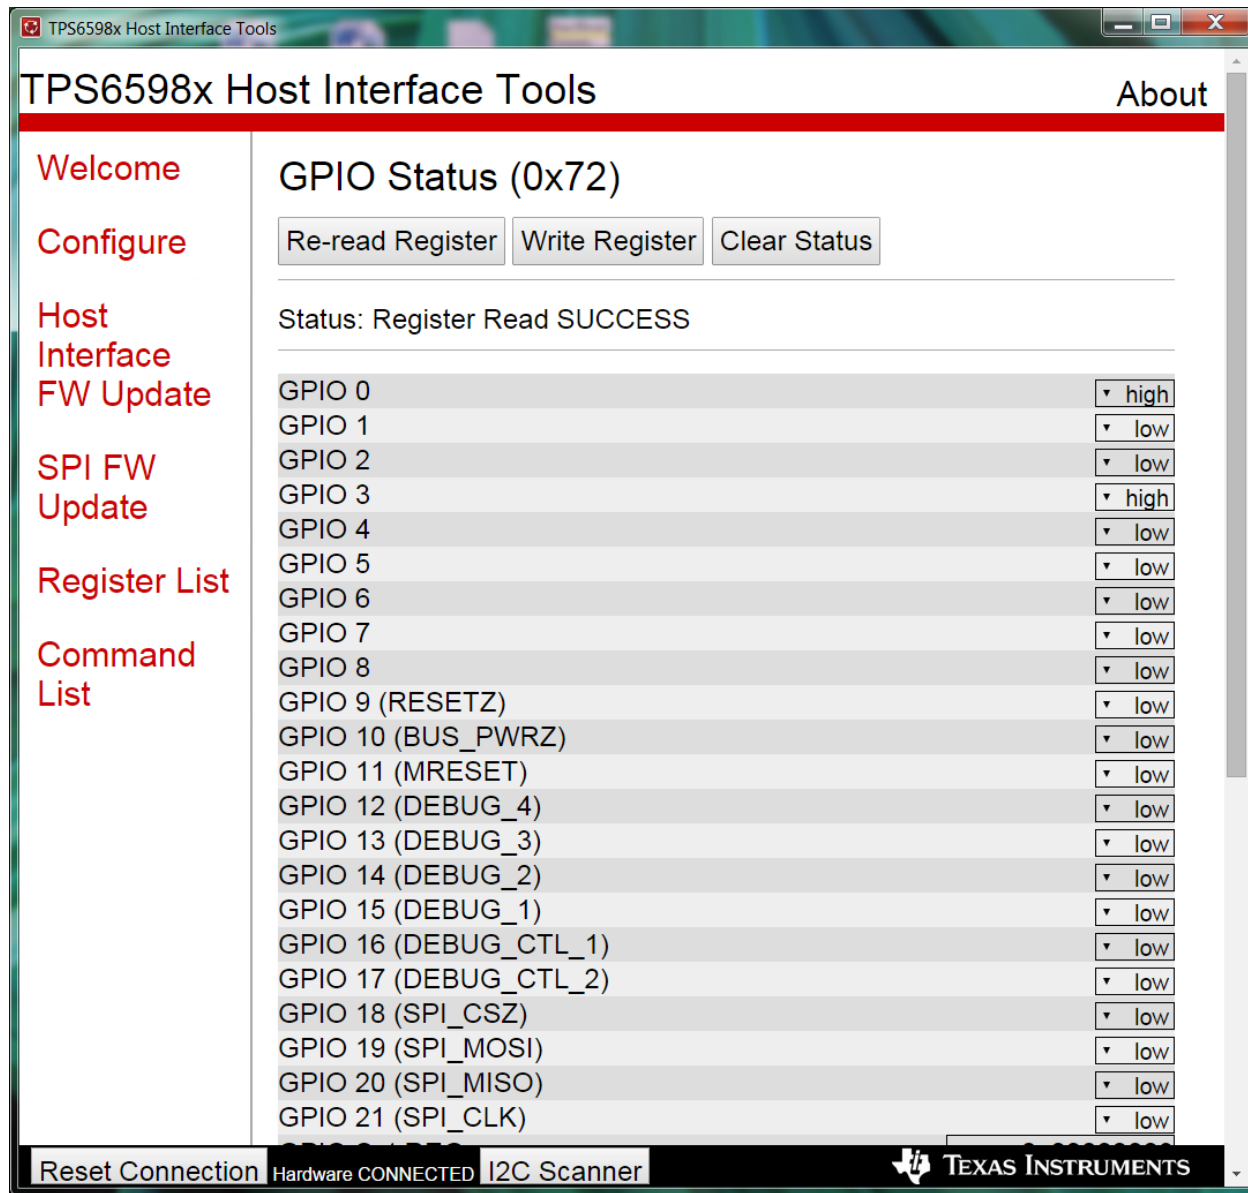 TPS6598x Host Interface Tools
TPS6598x Host Interface Tools
About
Welcome
Configure
Host
Interface
FW Update
SPI FW
Update
Register List
Command
List
GPIO Status (0x72)
Re-read Register Write Register Clear Status
Status: Register Read SUCCESS
GPIO 0 high
GPIO 1 low
GPIO 2 low
GPIO 3 high
GPIO 4 low
GPIO 5 low
GPIO 6 low
GPIO 7 low
GPIO 8 low
GPIO 9 (RESETZ) low
GPIO 10 (BUS_PWRZ) low
GPIO 11 (MRESET) low
GPIO 12 (DEBUG_4) low
GPIO 13 (DEBUG_3) low
GPIO 14 (DEBUG_2) low
GPIO 15 (DEBUG_1) low
GPIO 16 (DEBUG_CTL_1) low
GPIO 17 (DEBUG_CTL_2) low
GPIO 18 (SPI_CSZ) low
GPIO 19 (SPI_MOSI) low
GPIO 20 (SPI_MISO) low
GPIO 21 (SPI_CLK) low
Reset Connection Hardware CONNECTED I2C Scanner TEXAS INSTRUMENTS